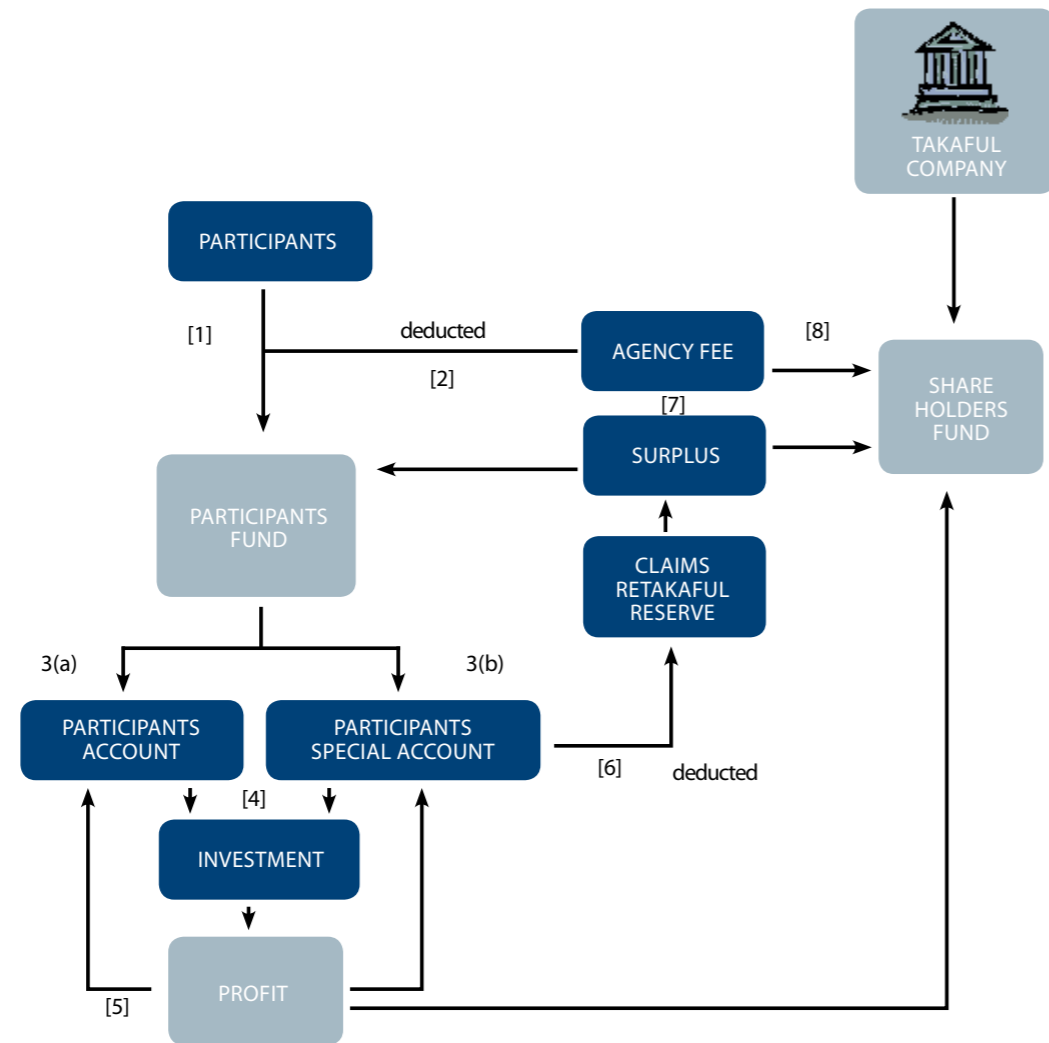 TAKAFUL
COMPANY
PARTICIPANTS
[1]
deducted
[2]
AGENCY FEE
[8]
SHARE
HOLDERS
FUND
[7]
SURPLUS
PARTICIPANTS
FUND
CLAIMS
RETAKAFUL
RESERVE
3(a)
3(b)
PARTICIPANTS
ACCOUNT
PARTICIPANTS
SPECIAL ACCOUNT
[6]
deducted
[4]
INVESTMENT
PROFIT
[5]